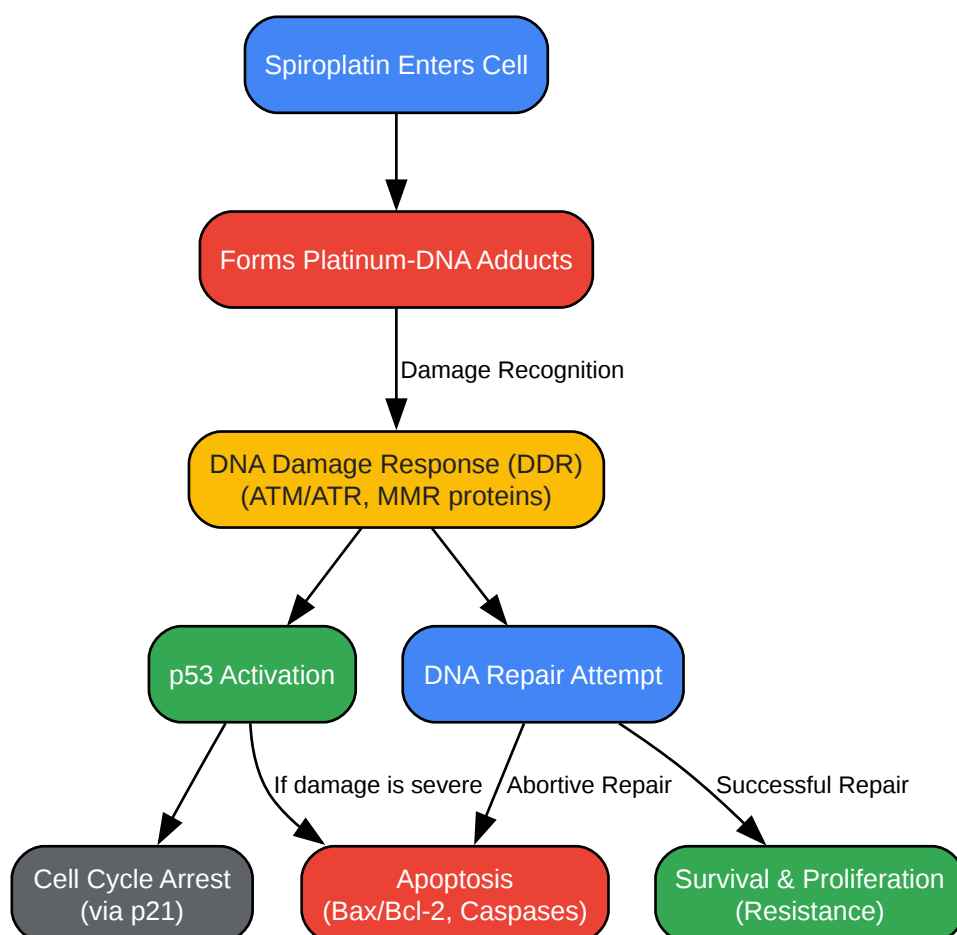 Spiroplatin Enters Cell
Forms Platinum-DNA Adducts
Damage Recognition
DNA Damage Response (DDR)
(ATM/ATR, MMR proteins)
p53 Activation
DNA Repair Attempt
If damage is severe
Abortive Repair
Successful Repair
Cell Cycle Arrest
(via p21)
Apoptosis
(Bax/Bcl-2, Caspases)
Survival & Proliferation
(Resistance)